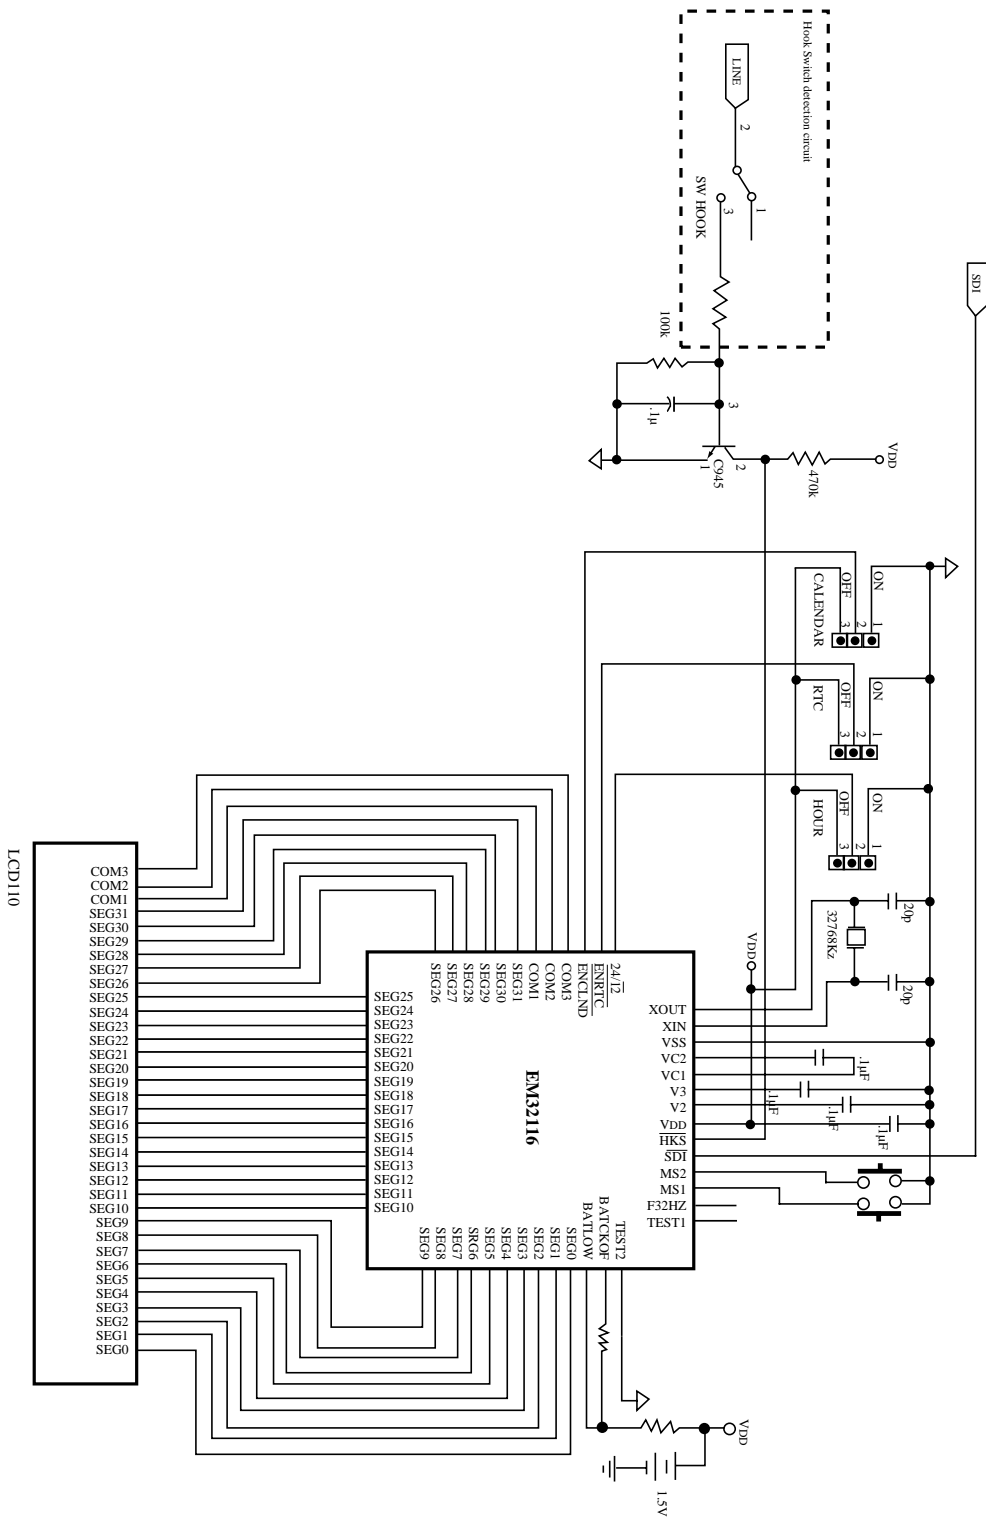 Hook Switch detection circuit
LINE
2
1
3
SW HOOK
SDI
100k
.1µ
3
C945
1
2
470k
VDD
CALENDAR
OFF
ON
3
2
1
RTC
OFF
ON
3
2
1
HOUR
OFF
ON
3
2
1
20p
32768Kz
20p
VDD
LCD110
COM3
COM2
COM1
SEG31
SEG30
SEG29
SEG28
SEG27
SEG26
SEG25
SEG24
SEG23
SEG22
SEG21
SEG20
SEG19
SEG18
SEG17
SEG16
SEG15
SEG14
SEG13
SEG12
SEG11
SEG10
SEG9
SEG8
SEG7
SEG6
SEG5
SEG4
SEG3
SEG2
SEG1
SEG0
SEG26
SEG27
SEG28
SEG29
SEG30
SEG31
COM1
COM2
COM3
ENCLND
ENRTC
24/12
SEG25
SEG24
SEG23
SEG22
SEG21
SEG20
SEG19
SEG18
SEG17
SEG16
SEG15
SEG14
SEG13
SEG12
SEG11
SEG10
EM32116
XOUT
XIN
VSS
VC2
VC1
V3
V2
VDD
HKS
SDI
MS2
MS1
F32HZ
TEST1
.1µF
.1µF
.1µF
.1µF
SEG9
SEG8
SEG7
SRG6
SEG5
SEG4
SEG3
SEG2
SEG1
SEG0
BATLOW
BATCKOF
TEST2
VDD
1.5V